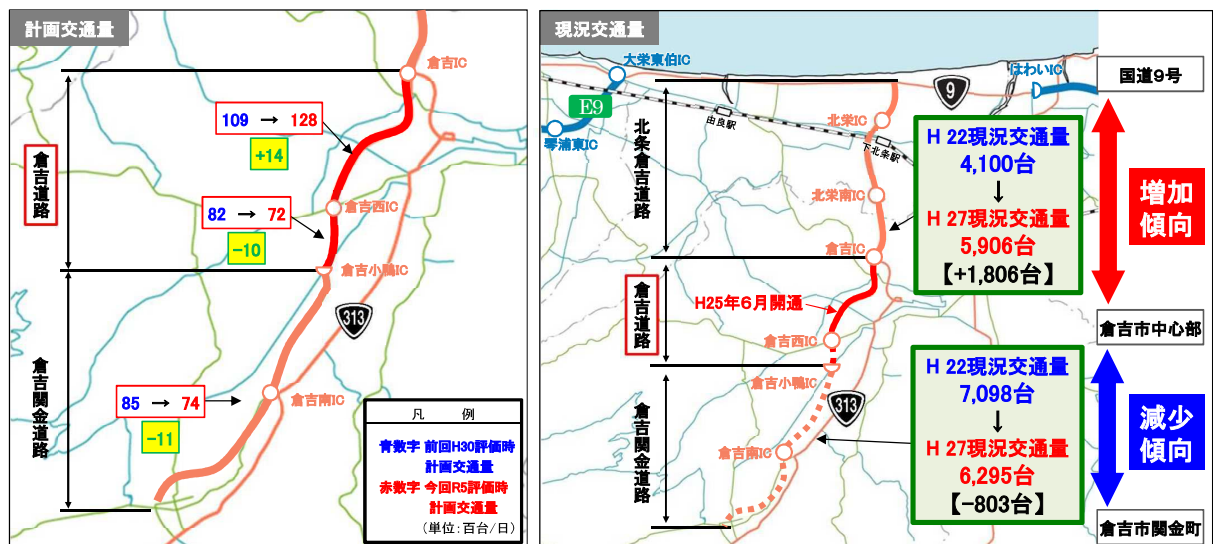 計画交通量
倉吉IC
109 → 128
+14
倉吉道路
倉吉西IC
82 → 72
-10
倉吉小鴨IC
313
倉吉関金道路
倉吉南IC
85 → 74
-11
凡 例
青数字 前回H30評価時
計画交通量
赤数字 今回R5評価時
計画交通量
(単位:百台/日)
現況交通量
大栄東伯IC
E9
琴浦東IC
由良駅
9
はわいIC
国道9号
北栄IC
下北条駅
北条倉吉道路
北栄南IC
倉吉IC
H 22現況交通量
4,100台
↓
H 27現況交通量
5,906台
【+1,806台】
増加
傾向
倉吉道路
H25年6月開通
倉吉西IC
倉吉市中心部
倉吉小鴨IC
313
倉吉関金道路
倉吉南IC
H 22現況交通量
7,098台
↓
H 27現況交通量
6,295台
【-803台】
減少
傾向
倉吉市関金町